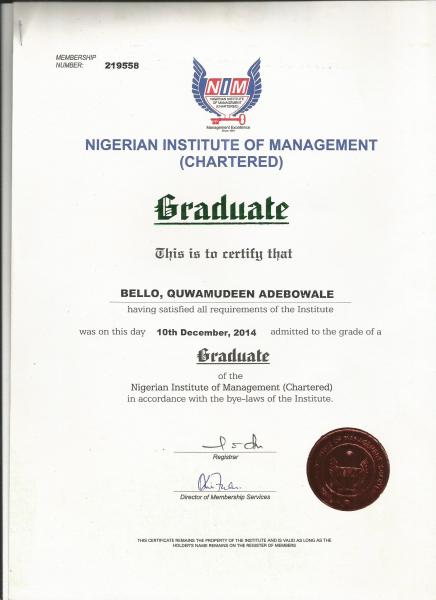 MEMBERSHIP
NUMBER: 219558
NIM
NIGERIAN INSTITUTE
OF MANAGEMENT
(CHARTERED)
Management Excellence
NIGERIAN INSTITUTE OF MANAGEMENT
(CHARTERED)
Graduate
This is to certify that
BELLO, QUWAMUDEEN ADEBOWALE
having satisfied all requirements of the Institute
was on this day 10th December, 2014 admitted to the grade of a
Graduate
of the
Nigerian Institute of Management (Chartered)
in accordance with the bye-laws of the Institute.
Registrar
Director of Membership Services
THIS CERTIFICATE REMAINS THE PROPERTY OF THE INSTITUTE AND IS VALID AS LONG AS THE
HOLDER'S NAME REMAINS ON THE REGISTER OF MEMBERS